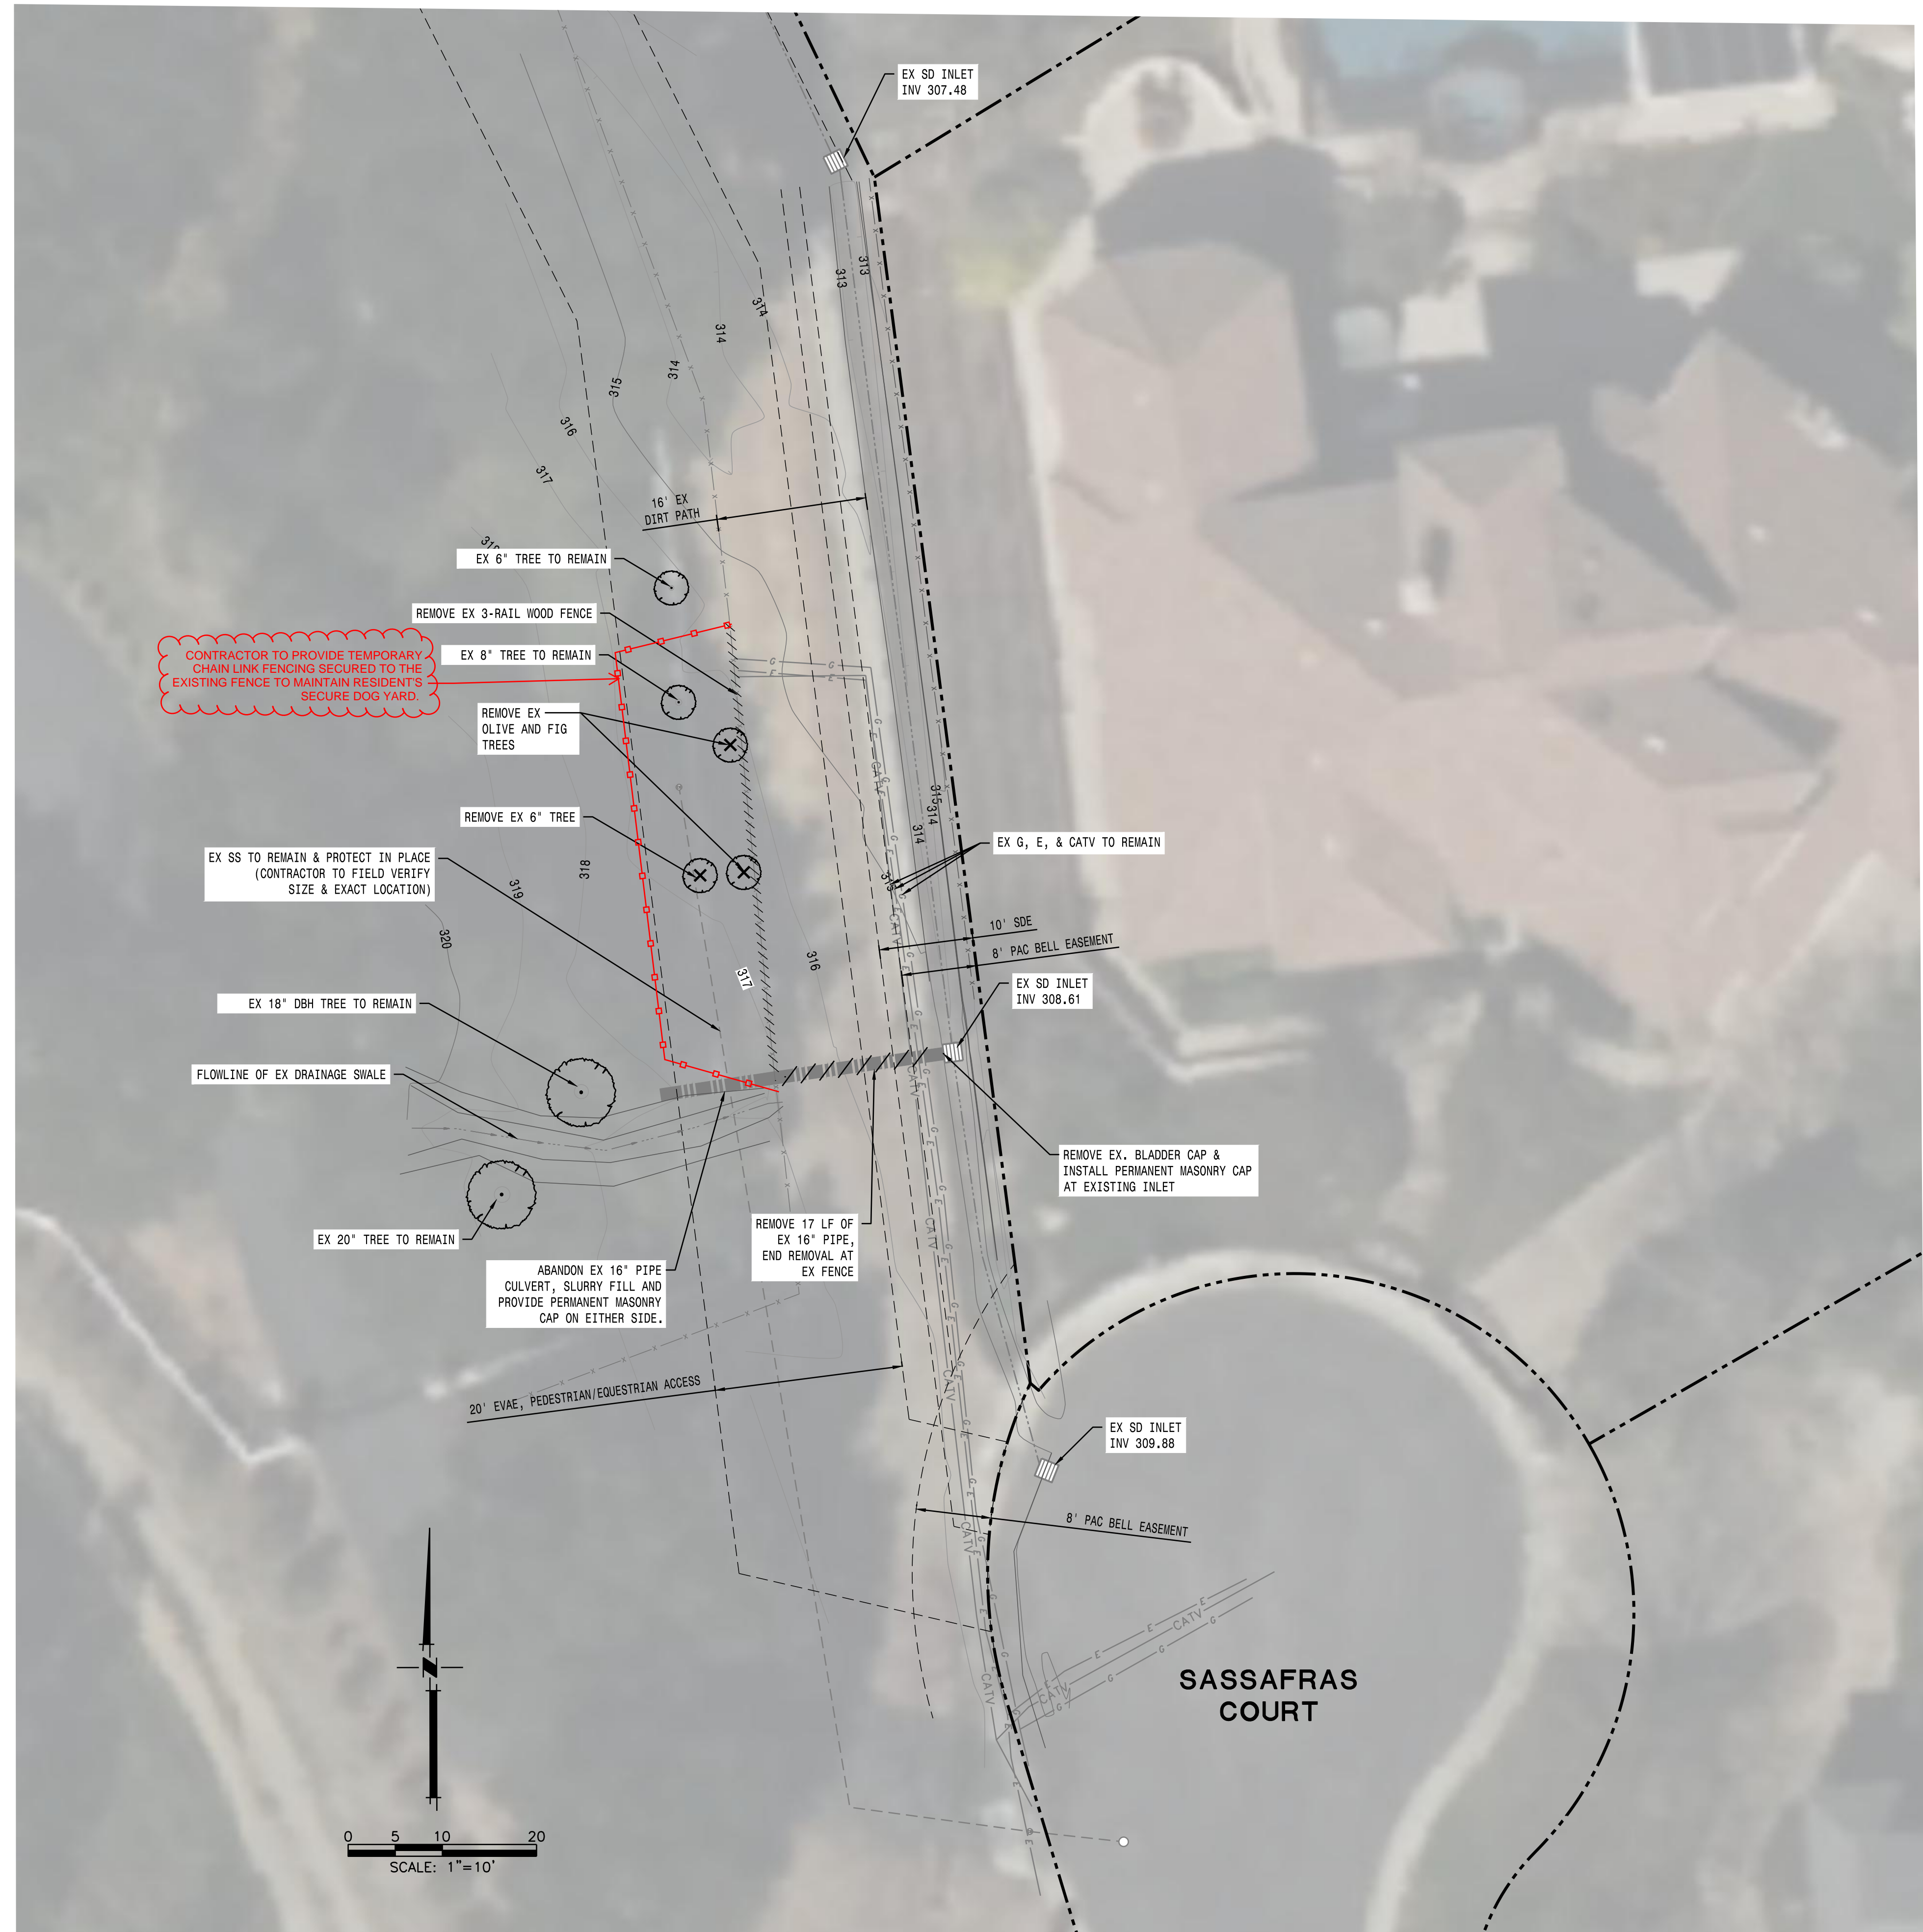 EX SD INLET
INV 307.48
313
313
314
314
314
315
316
317
16' EX
DIRT PATH
EX 6" TREE TO REMAIN
REMOVE EX 3-RAIL WOOD FENCE
CONTRACTOR TO PROVIDE TEMPORARY
CHAIN LINK FENCING SECURED TO THE
EXISTING FENCE TO MAINTAIN RESIDENT'S
SECURE DOG YARD.
EX 8" TREE TO REMAIN
G G
E E
REMOVE EX
OLIVE AND FIG
TREES
G E CATV
315
314
314
REMOVE EX 6" TREE
EX G, E, & CATV TO REMAIN
EX SS TO REMAIN & PROTECT IN PLACE
(CONTRACTOR TO FIELD VERIFY
SIZE & EXACT LOCATION)
318
319
320
10' SDE
8' PAC BELL EASEMENT
316
317
EX SD INLET
INV 308.61
EX 18" DBH TREE TO REMAIN
FLOWLINE OF EX DRAINAGE SWALE
REMOVE EX. BLADDER CAP &
INSTALL PERMANENT MASONRY CAP
AT EXISTING INLET
EX 20" TREE TO REMAIN
REMOVE 17 LF OF
EX 16" PIPE,
END REMOVAL AT
EX FENCE
ABANDON EX 16" PIPE
CULVERT, SLURRY FILL AND
PROVIDE PERMANENT MASONRY
CAP ON EITHER SIDE.
20' EVAE, PEDESTRIAN/EQUESTRIAN ACCESS
EX SD INLET
INV 309.88
8' PAC BELL EASEMENT
E E E
CATV CATV
G G G
SASSAFRAS
COURT
0 5 10 20
SCALE: 1"=10'